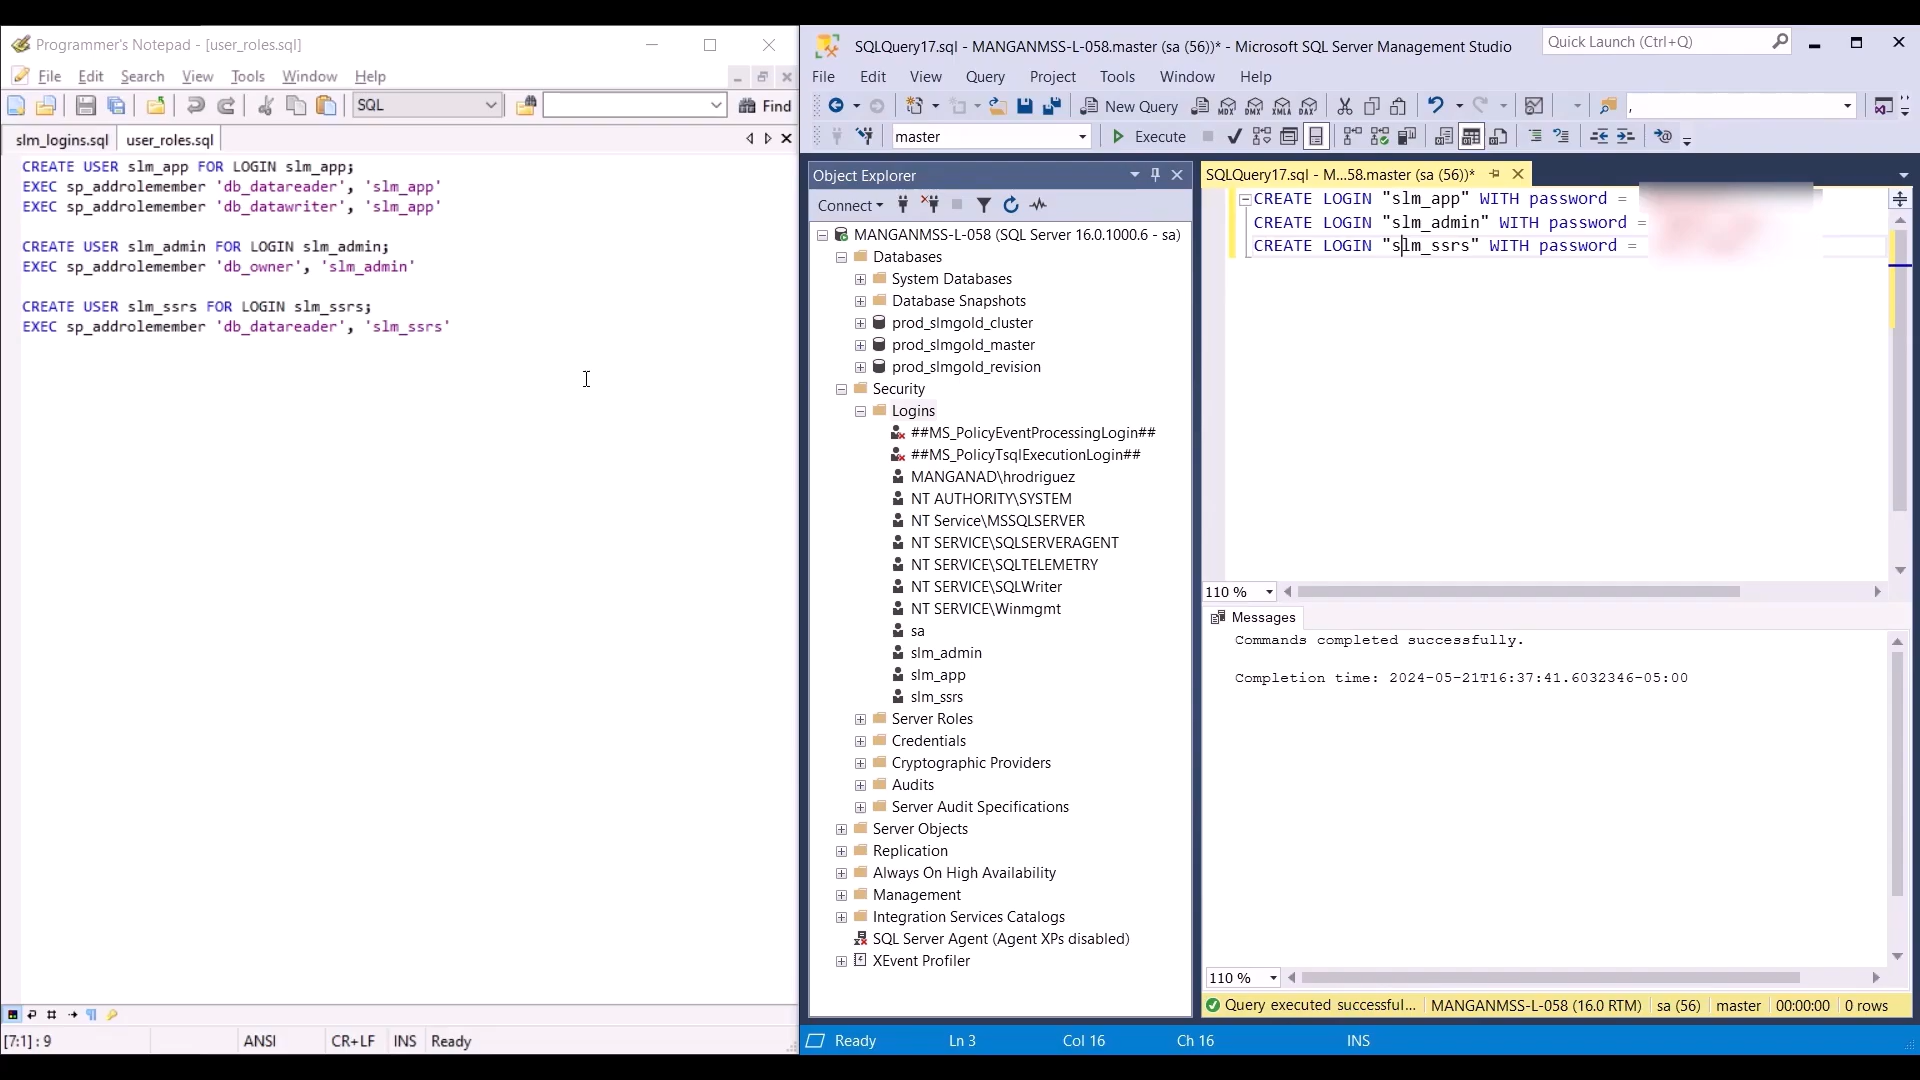 Programmer's Notepad - [user_roles.sql]
File Edit Search View Tools Window Help
SQL
Find
slm_logins.sql user_roles.sql
CREATE USER slm_app FOR LOGIN slm_app;
EXEC sp_addrolemember 'db_datareader', 'slm_app'
EXEC sp_addrolemember 'db_datawriter', 'slm_app'
CREATE USER slm_admin FOR LOGIN slm_admin;
EXEC sp_addrolemember 'db_owner', 'slm_admin'
CREATE USER slm_ssrs FOR LOGIN slm_ssrs;
EXEC sp_addrolemember 'db_datareader', 'slm_ssrs'
[7:1] : 9 ANSI CR+LF INS Ready
SQLQuery17.sql - MANGANMSS-L-058.master (sa (56))* - Microsoft SQL Server Management Studio
Quick Launch (Ctrl+Q)
File Edit View Query Project Tools Window Help
New Query
MDX DMX XMLA DAX
,
master
Execute
Object Explorer
Connect
MANGANMSS-L-058 (SQL Server 16.0.1000.6 - sa)
Databases
System Databases
Database Snapshots
prod_slmgold_cluster
prod_slmgold_master
prod_slmgold_revision
Security
Logins
##MS_PolicyEventProcessingLogin##
##MS_PolicyTsqlExecutionLogin##
MANGANAD\hrodriguez
NT AUTHORITY\SYSTEM
NT Service\MSSQLSERVER
NT SERVICE\SQLSERVERAGENT
NT SERVICE\SQLTELEMETRY
NT SERVICE\SQLWriter
NT SERVICE\Winmgmt
sa
slm_admin
slm_app
slm_ssrs
Server Roles
Credentials
Cryptographic Providers
Audits
Server Audit Specifications
Server Objects
Replication
Always On High Availability
Management
Integration Services Catalogs
SQL Server Agent (Agent XPs disabled)
XEvent Profiler
SQLQuery17.sql - M...58.master (sa (56))*
CREATE LOGIN "slm_app" WITH password =
CREATE LOGIN "slm_admin" WITH password =
CREATE LOGIN "slm_ssrs" WITH password =
110 %
Messages
Commands completed successfully.
Completion time: 2024-05-21T16:37:41.6032346-05:00
110 %
Query executed successful... MANGANMSS-L-058 (16.0 RTM) sa (56) master 00:00:00 0 rows
Ready Ln 3 Col 16 Ch 16 INS